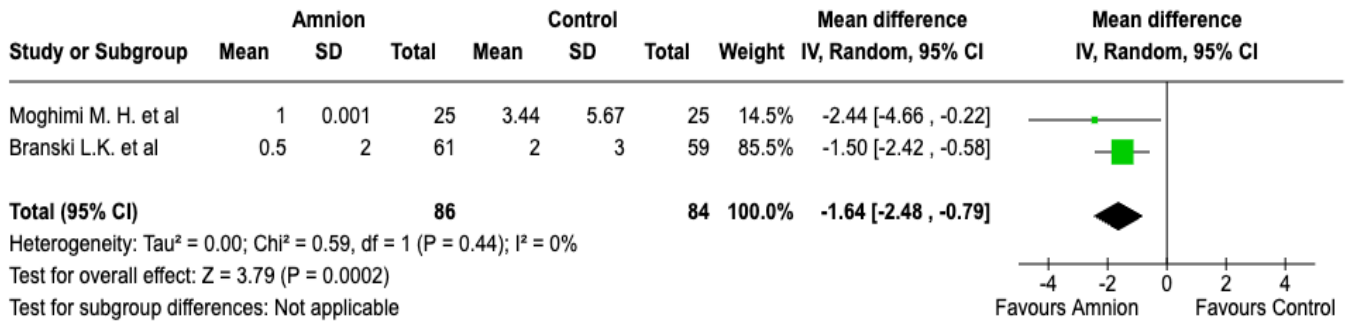 Amnion Control Mean difference Mean difference
Study or Subgroup Mean SD Total Mean SD Total Weight IV, Random, 95% CI IV, Random, 95% CI
Moghimi M. H. et al 1 0.001 25 3.44 5.67 25 14.5% -2.44 [-4.66 , -0.22]
Branski L.K. et al 0.5 2 61 2 3 59 85.5% -1.50 [-2.42 , -0.58]
Total (95% CI) 86 84 100.0% -1.64 [-2.48 , -0.79]
Heterogeneity: Tau² = 0.00; Chi² = 0.59, df = 1 (P = 0.44); I² = 0%
Test for overall effect: Z = 3.79 (P = 0.0002)
Test for subgroup differences: Not applicable
-4 -2 0 2 4
Favours Amnion Favours Control